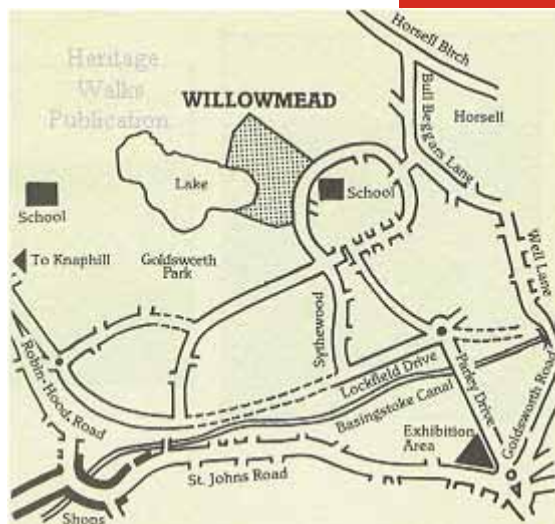 Heritage
Walks
Publication
Horsell Birch
WILLOWMEAD
Bull Beggars Lang
Horsell
Lake
School
School
To Knaphill
Goldsworth
Park
Well Lane
Sythewood
Robin-Hood, Road
Lockfield Drive
Parley Drive
Goldsworth Road
Basingstoke Canal
Exhibition
Area
St. Johns Road
Shops